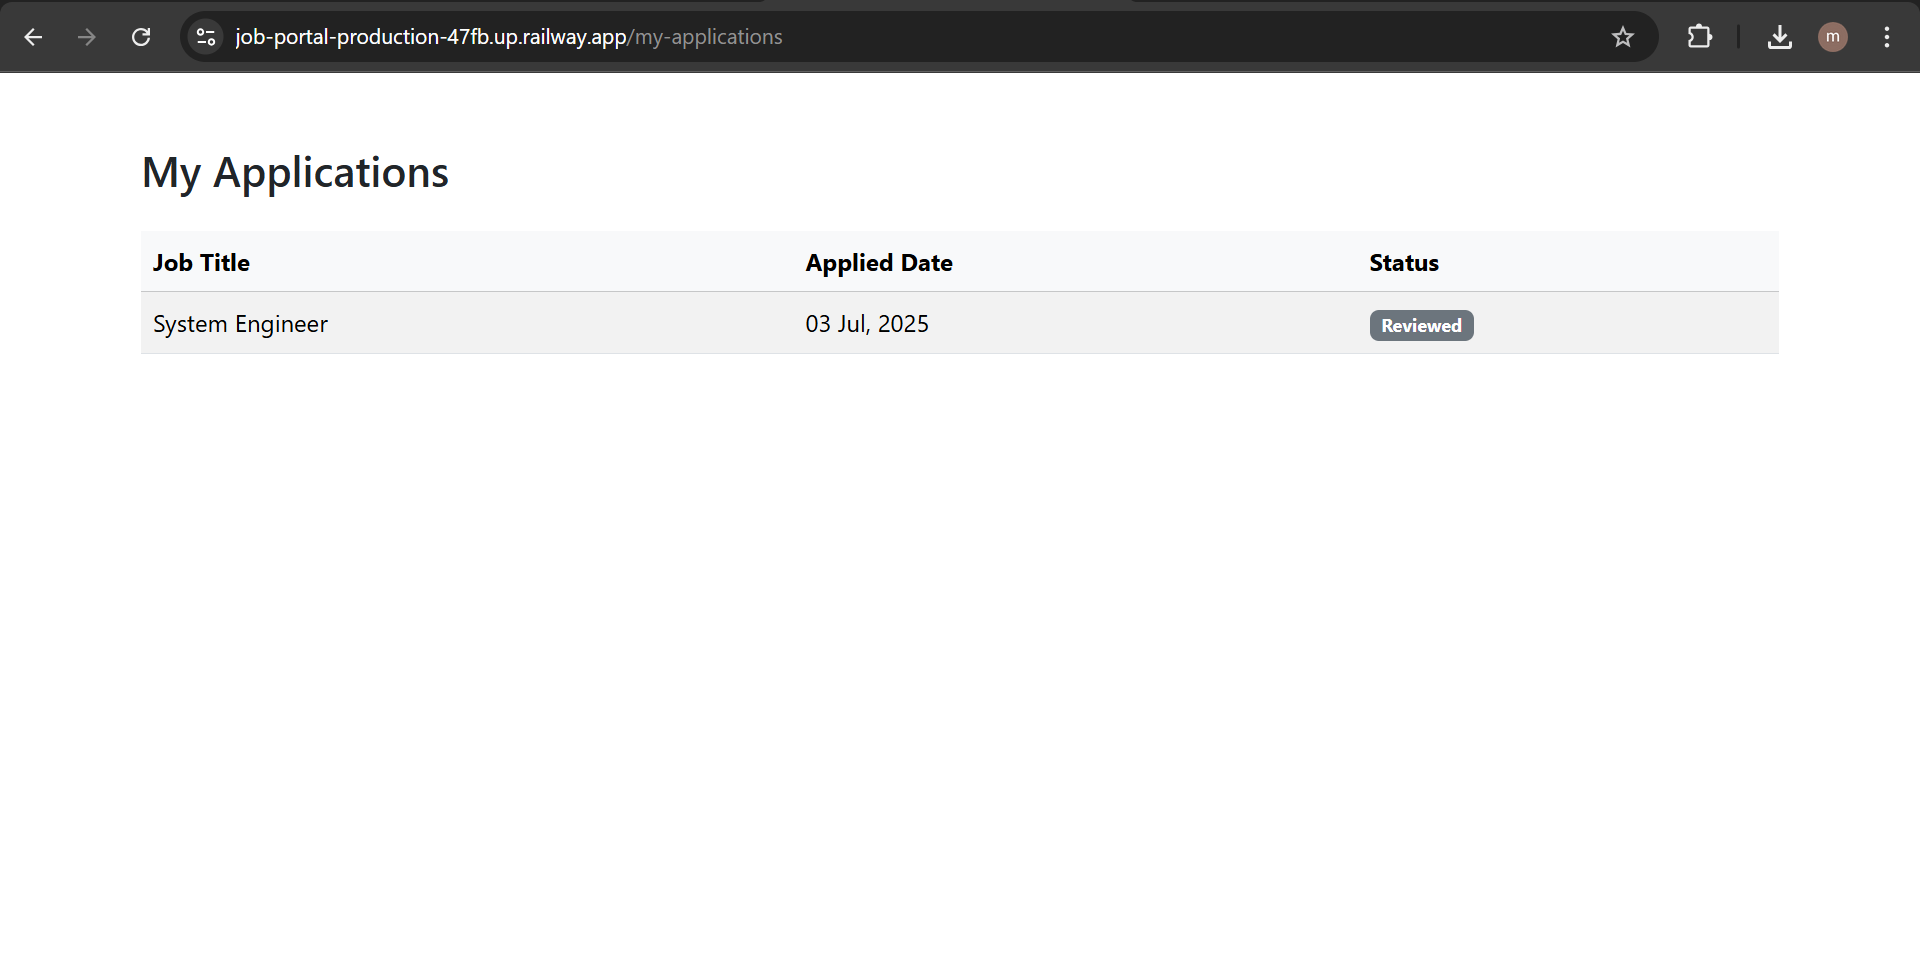 job-portal-production-47fb.up.railway.app/my-applications
m
My Applications
Job Title Applied Date Status
System Engineer 03 Jul, 2025 Reviewed